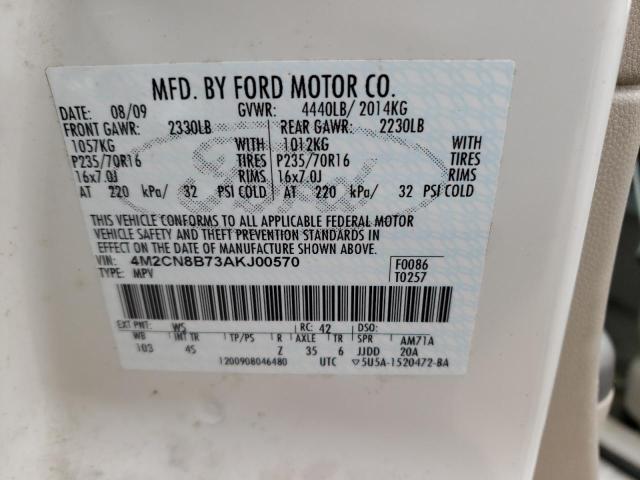 MFD. BY FORD MOTOR CO.
DATE: 08/09 GVWR: 4440LB/ 2014KG
FRONT GAWR: 2330LB REAR GAWR: 2230LB
1057KG WITH 1012KG WITH
P235/70R16 TIRES P235/70R16 TIRES
16x7.0J RIMS 16x7.0J RIMS
AT 220 kPa/ 32 PSI COLD AT 220 kPa/ 32 PSI COLD
THIS VEHICLE CONFORMS TO ALL APPLICABLE FEDERAL MOTOR
VEHICLE SAFETY AND THEFT PREVENTION STANDARDS IN
EFFECT ON THE DATE OF MANUFACTURE SHOWN ABOVE.
VIN: 4M2CN8B73AKJ00570 F0086
TYPE: MPV T0257
EXT PNT: WS RC: 42 DSO:
WB INT TR TP/PS R AXLE TR SPR AM71A
103 45 Z 35 6 JJDD 20A
1200908046480 UTC ▽5U5A-1520472-BA